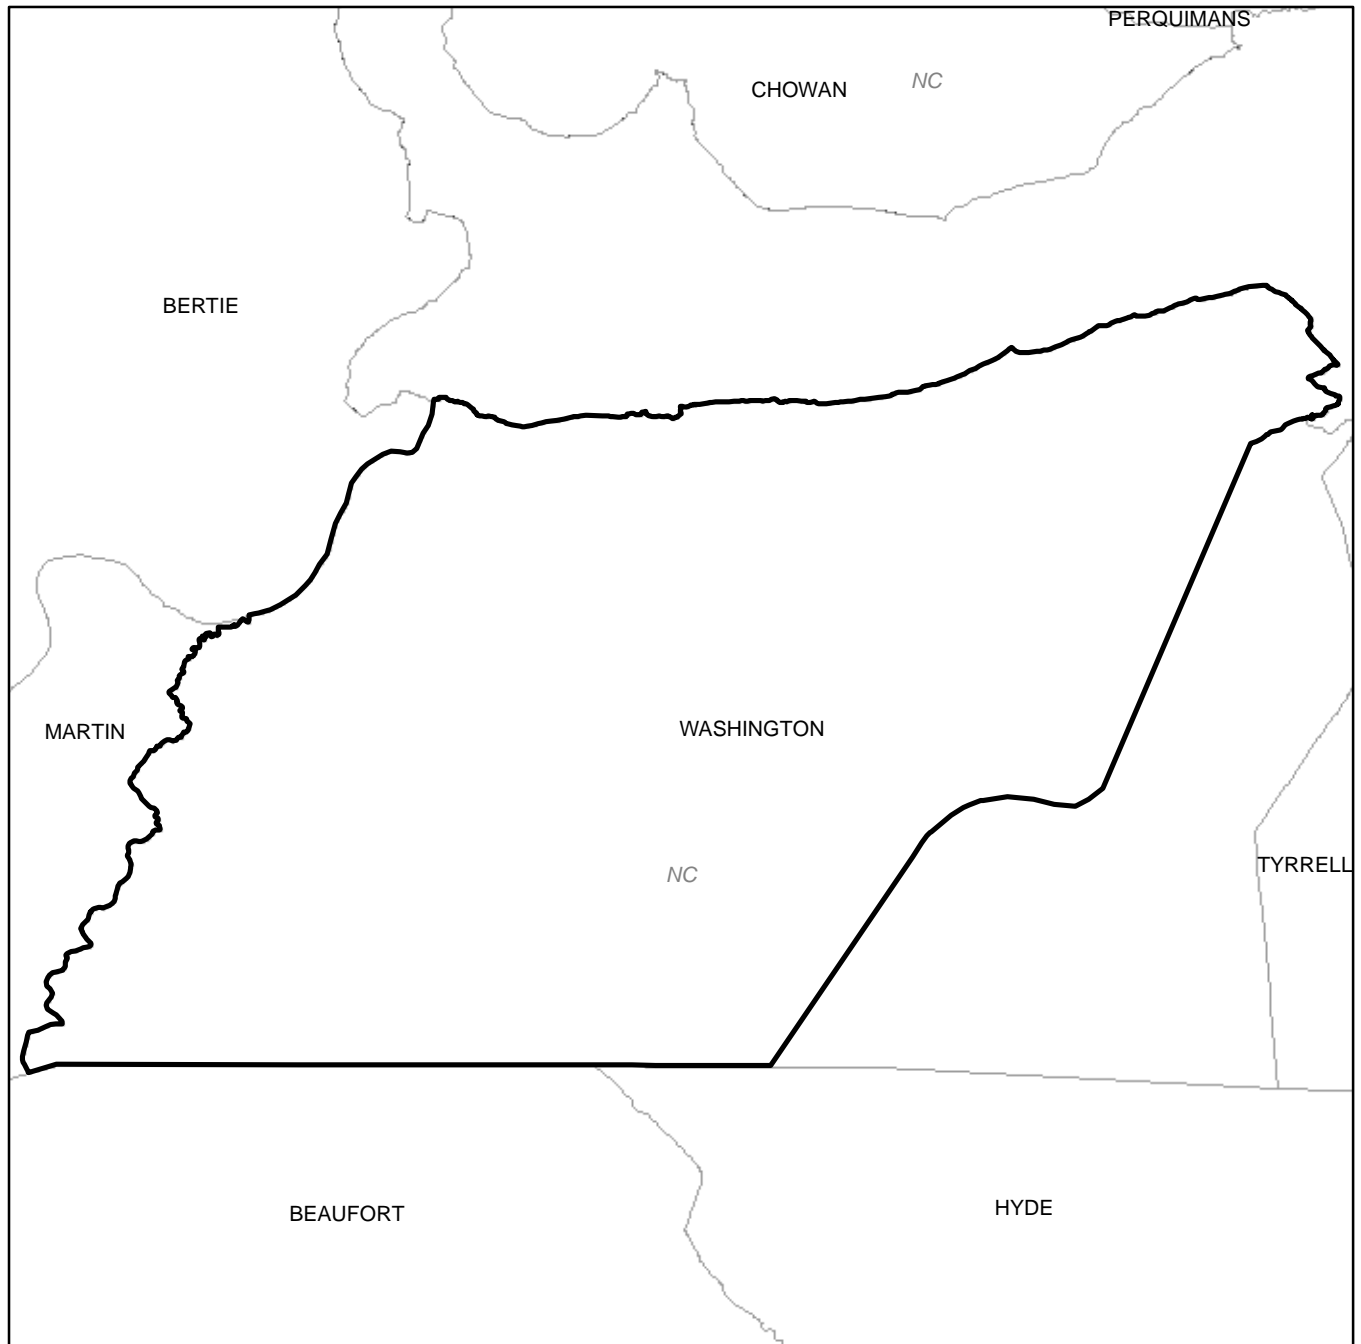 PERQUIMANS
CHOWAN
NC
BERTIE
MARTIN
WASHINGTON
NC
TYRRELL
BEAUFORT
HYDE